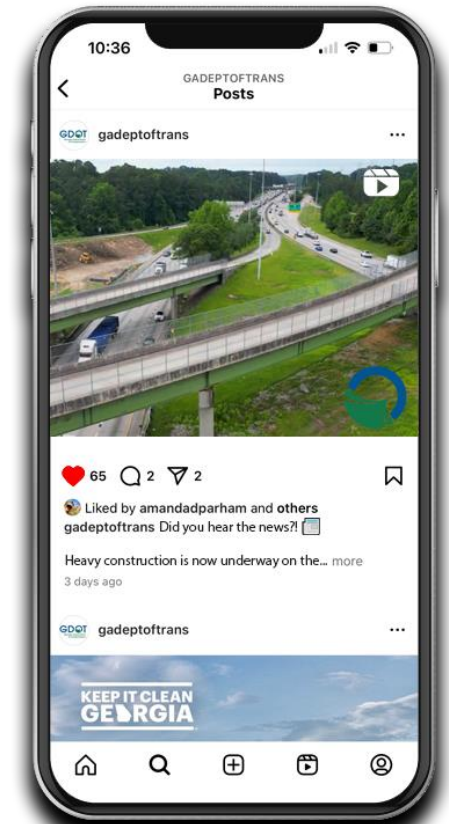 10:36
GADEPTOFTRANS
Posts
GDOT gadeptoftrans
65 2 2
Liked by amandadparham and others
gadeptoftrans Did you hear the news?!
Heavy construction is now underway on the... more
3 days ago
GDOT gadeptoftrans
KEEP IT CLEAN
GEORGIA